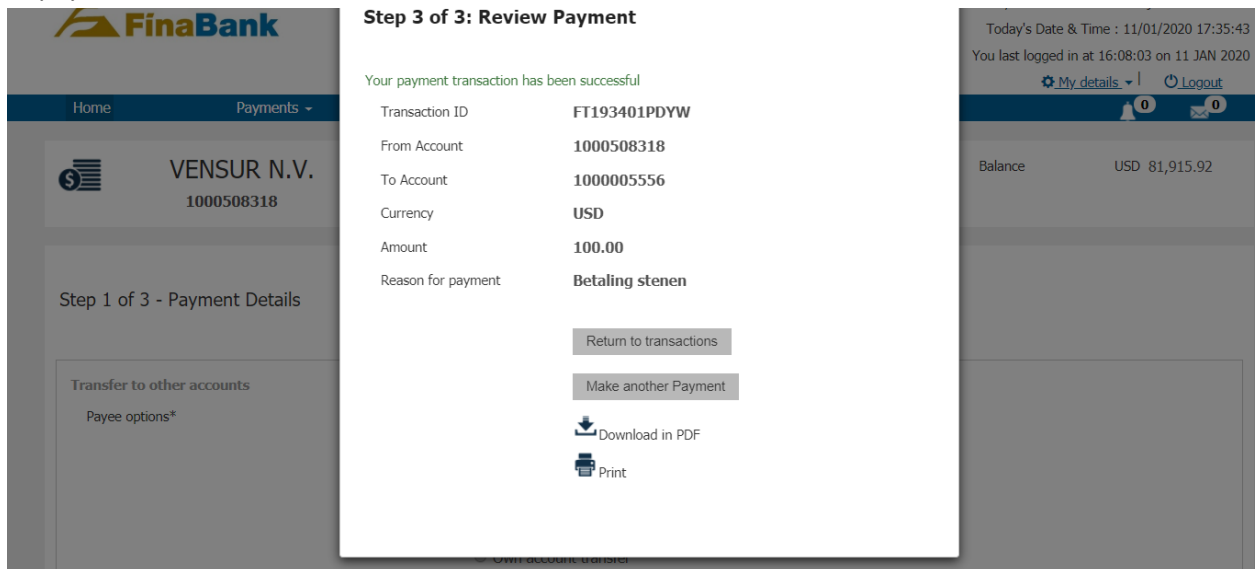 FinaBank
Step 3 of 3: Review Payment
Today's Date & Time : 11/01/2020 17:35:43
You last logged in at 16:08:03 on 11 JAN 2020
My details
Logout
Your payment transaction has been successful
Home
Payments
0
0
Transaction ID FT193401PDYW
From Account 1000508318
To Account 1000005556
Currency USD
Amount 100.00
Reason for payment Betaling stenen
VENSUR N.V.
1000508318
Balance USD 81,915.92
Step 1 of 3 - Payment Details
Return to transactions
Make another Payment
Download in PDF
Print
Transfer to other accounts
Payee options*
Own account transfer